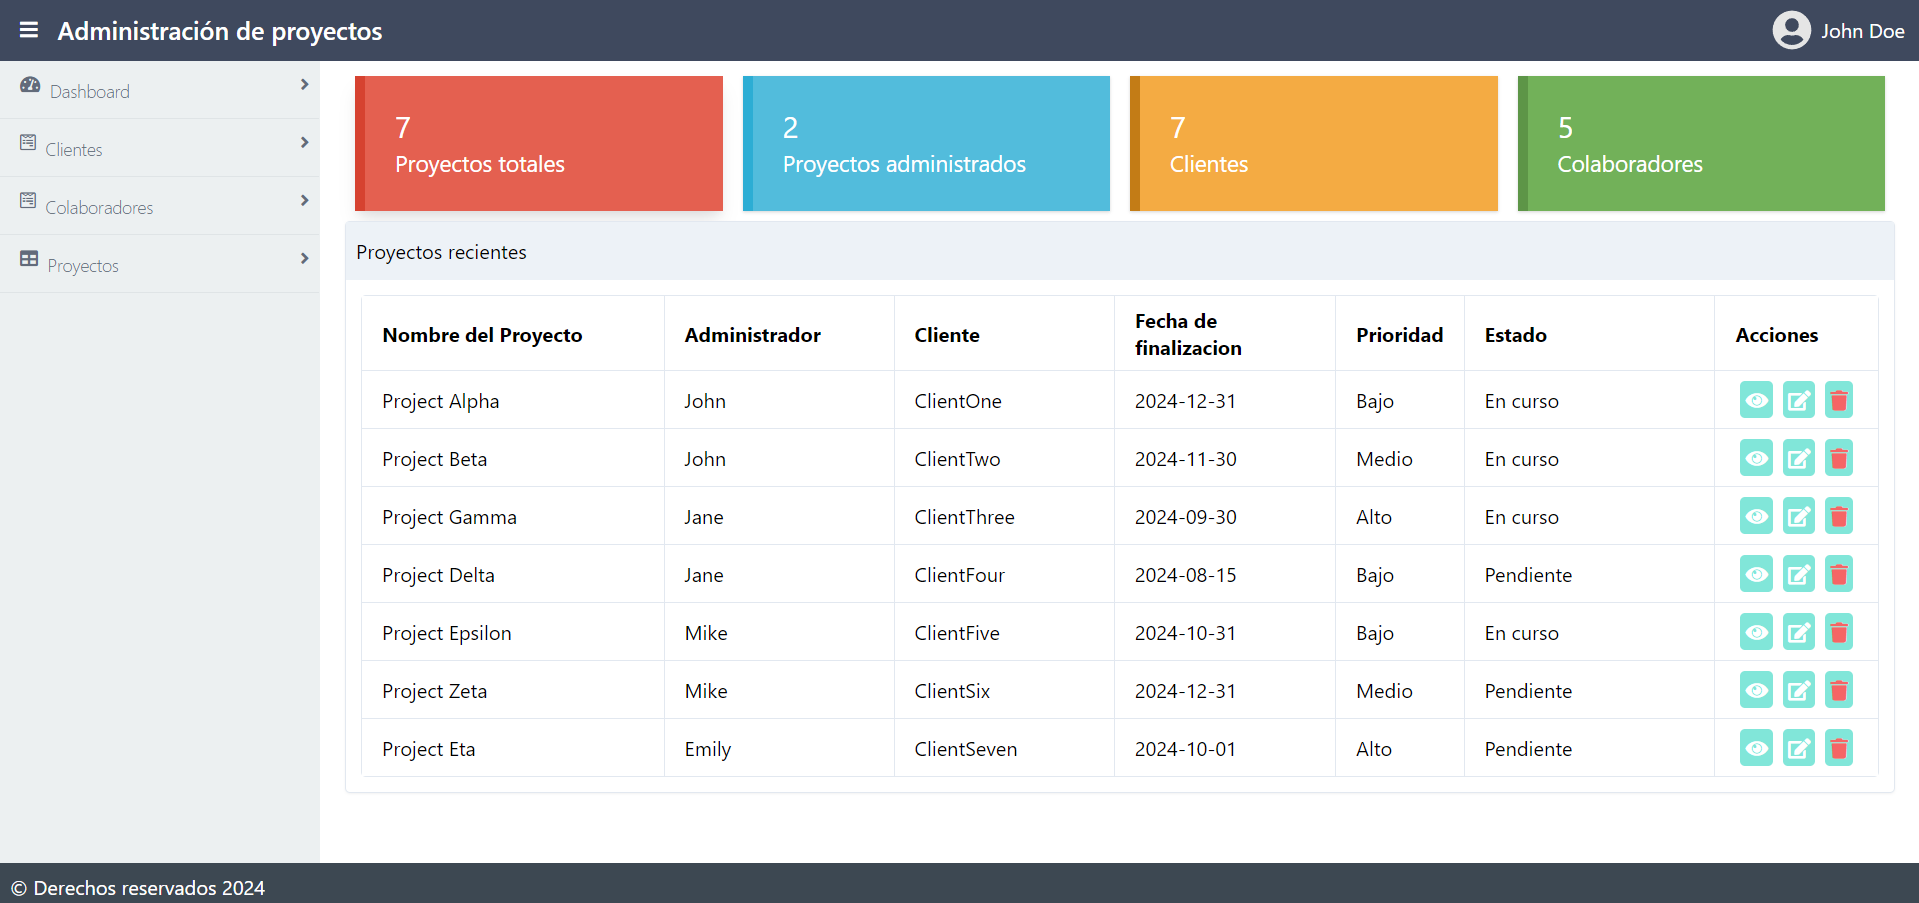 Administración de proyectos
John Doe
Dashboard
Clientes
Colaboradores
Proyectos
7
Proyectos totales
2
Proyectos administrados
7
Clientes
5
Colaboradores
Proyectos recientes
Nombre del Proyecto Administrador Cliente Fecha de finalizacion Prioridad Estado Acciones
Project Alpha John ClientOne 2024-12-31 Bajo En curso
Project Beta John ClientTwo 2024-11-30 Medio En curso
Project Gamma Jane ClientThree 2024-09-30 Alto En curso
Project Delta Jane ClientFour 2024-08-15 Bajo Pendiente
Project Epsilon Mike ClientFive 2024-10-31 Bajo En curso
Project Zeta Mike ClientSix 2024-12-31 Medio Pendiente
Project Eta Emily ClientSeven 2024-10-01 Alto Pendiente
© Derechos reservados 2024